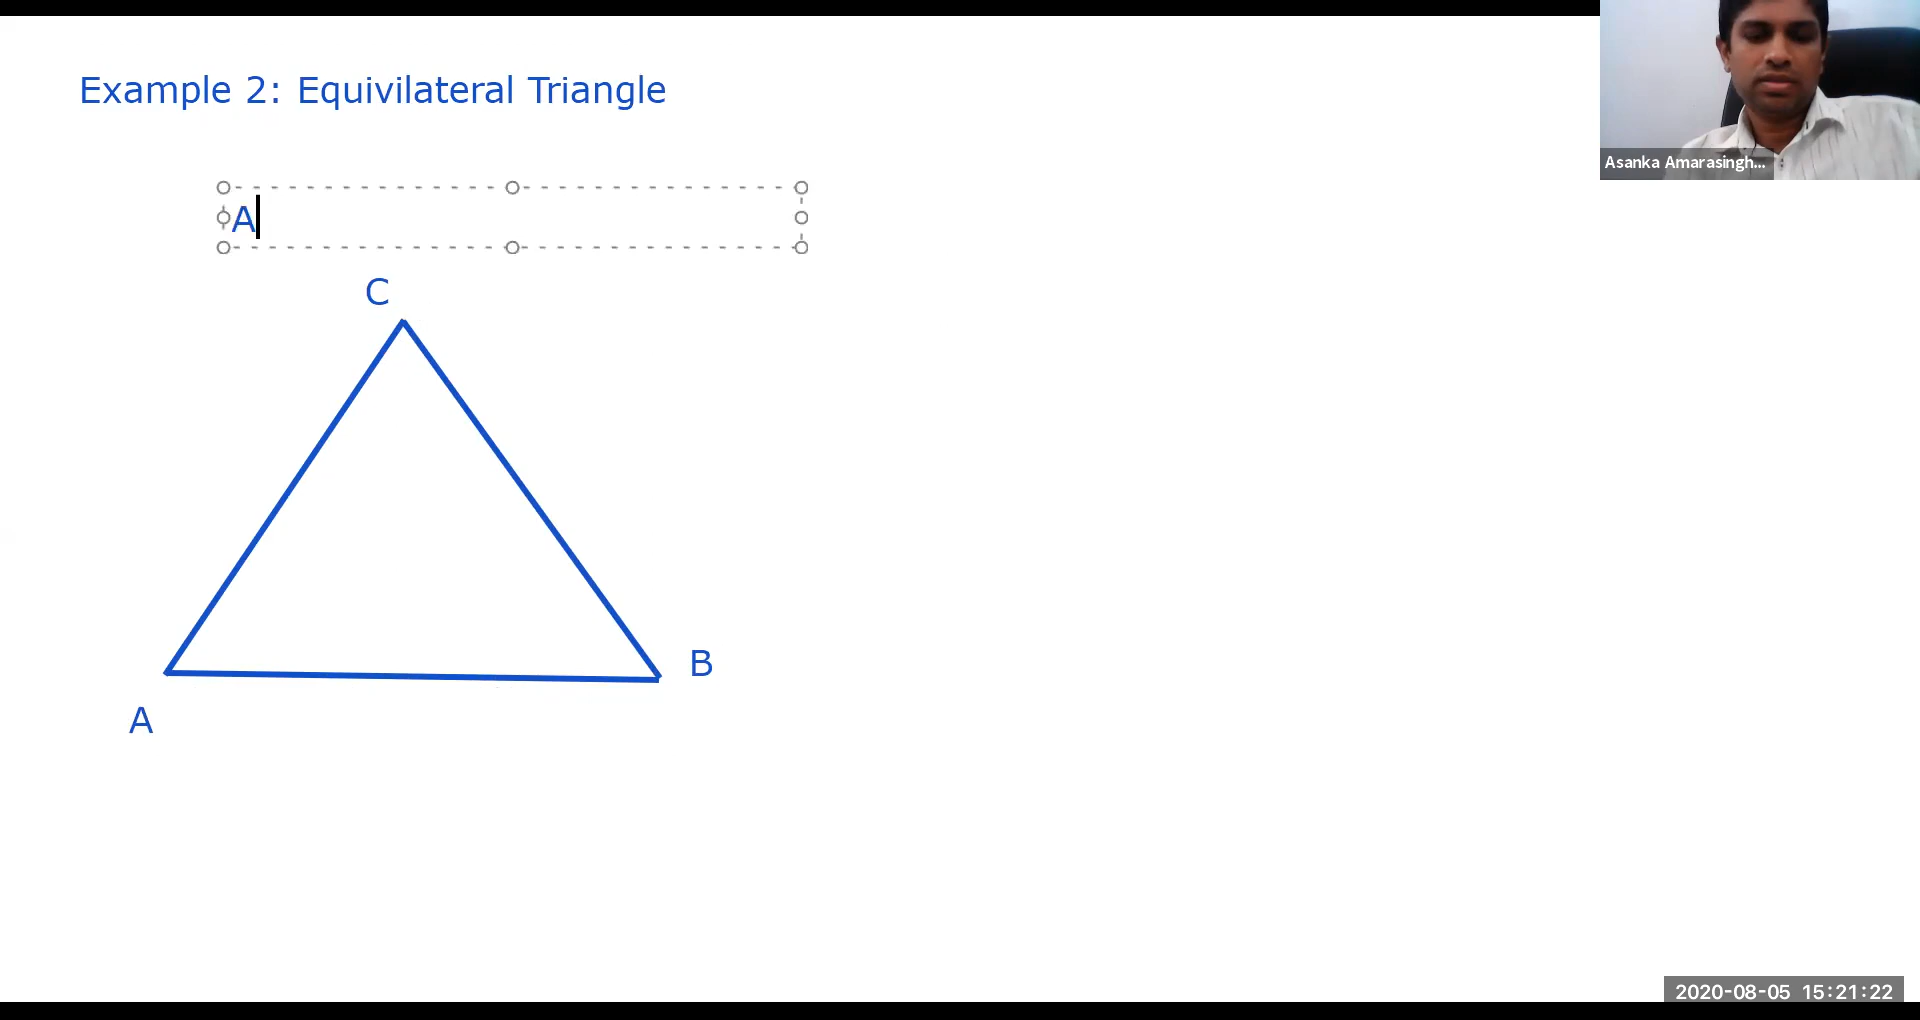 Example 2: Equivilateral Triangle
Asanka Amarasingh...
A
C
B
A
2020-08-05 15:21:22